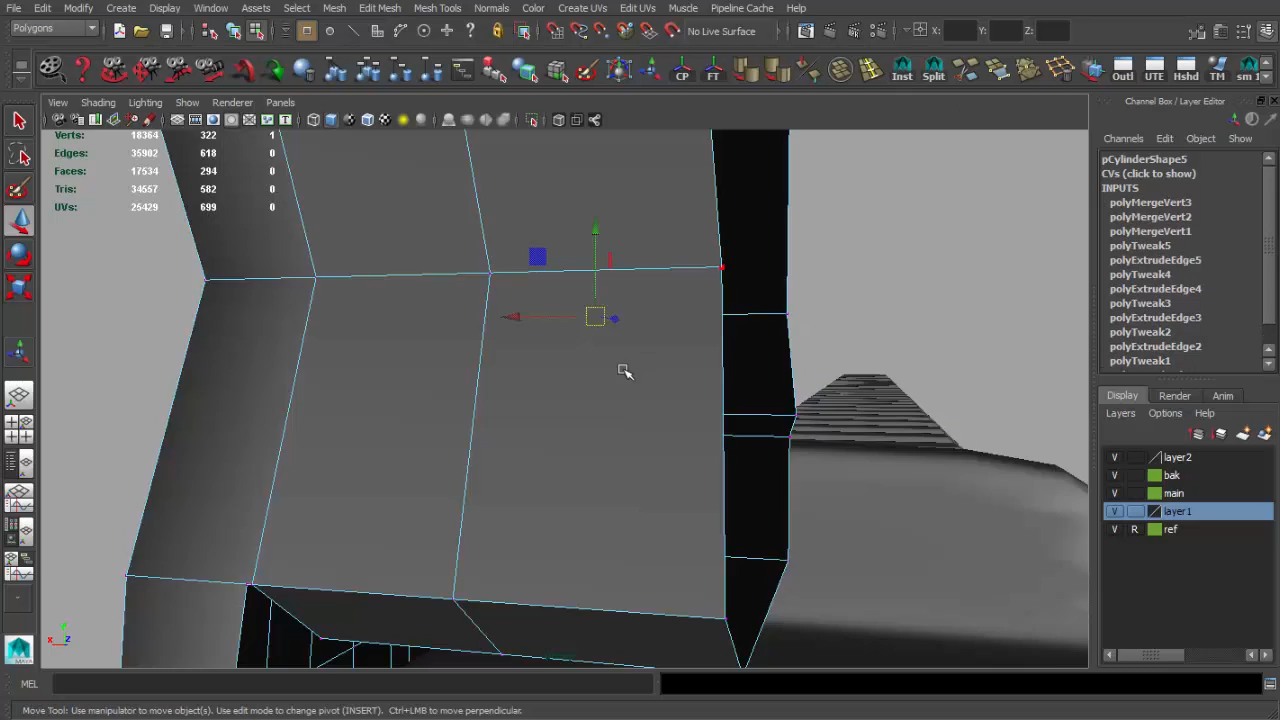 File Edit Modify Create Display Window Assets Select Mesh Edit Mesh Mesh Tools Normals Color Create UVs Edit UVs Muscle Pipeline Cache Help
Polygons No Live Surface X: Y: Z:
CP FT Inst Split Outl UTE Hshd TM sm 1
View Shading Lighting Show Renderer Panels
Channel Box / Layer Editor
Verts: 18364 322 1
Edges: 35902 618 0
Faces: 17534 294 0
Tris: 34557 582 0
UVs: 25429 699 0
Channels Edit Object Show
pCylinderShape5
CVs (click to show)
INPUTS
polyMergeVert3
polyMergeVert2
polyMergeVert1
polyTweak5
polyExtrudeEdge5
polyTweak4
polyExtrudeEdge4
polyTweak3
polyExtrudeEdge3
polyTweak2
polyExtrudeEdge2
polyTweak1
Display Render Anim
Layers Options Help
V layer2
V bak
V main
V layer1
V R ref
y
x z
MAYA
MEL
Move Tool: Use manipulator to move object(s). Use edit mode to change pivot (INSERT). Ctrl+LMB to move perpendicular.